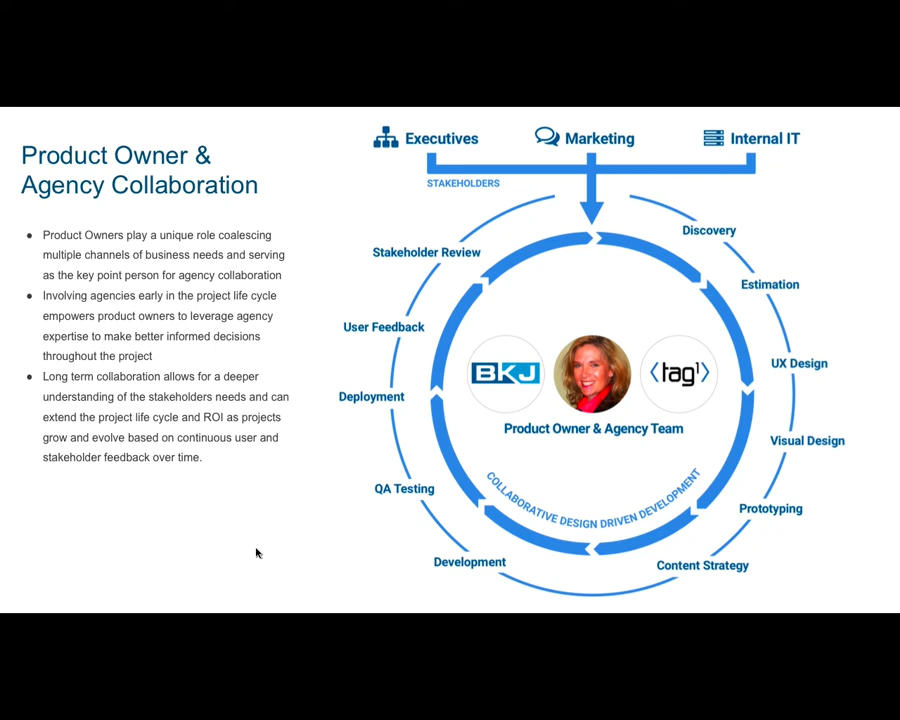 Product Owner &
Agency Collaboration
● Product Owners play a unique role coalescing
multiple channels of business needs and serving
as the key point person for agency collaboration
● Involving agencies early in the project life cycle
empowers product owners to leverage agency
expertise to make better informed decisions
throughout the project
● Long term collaboration allows for a deeper
understanding of the stakeholders needs and can
extend the project life cycle and ROI as projects
grow and evolve based on continuous user and
stakeholder feedback over time.
Executives
Marketing
Internal IT
STAKEHOLDERS
Discovery
Estimation
UX Design
Visual Design
Prototyping
Content Strategy
Development
QA Testing
Deployment
User Feedback
Stakeholder Review
BKJ
<tag1>
Product Owner & Agency Team
COLLABORATIVE DESIGN DRIVEN DEVELOPMENT